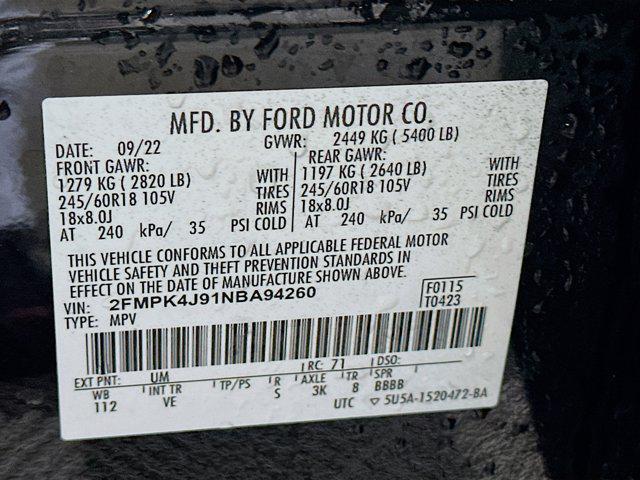 MFD. BY FORD MOTOR CO.
DATE: 09/22 GVWR: 2449 KG ( 5400 LB)
FRONT GAWR: REAR GAWR:
1279 KG ( 2820 LB) WITH 1197 KG ( 2640 LB) WITH
245/60R18 105V TIRES 245/60R18 105V TIRES
18x8.0J RIMS 18x8.0J RIMS
AT 240 kPa/ 35 PSI COLD AT 240 kPa/ 35 PSI COLD
THIS VEHICLE CONFORMS TO ALL APPLICABLE FEDERAL MOTOR
VEHICLE SAFETY AND THEFT PREVENTION STANDARDS IN
EFFECT ON THE DATE OF MANUFACTURE SHOWN ABOVE.
VIN: 2FMPK4J91NBA94260 F0115
TYPE: MPV T0423
EXT PNT: UM RC: 71 DSO:
WB INT TR TP/PS R AXLE TR SPR
112 VE S 3K 8 BBBB
UTC ▽ 5U5A-1520472-BA